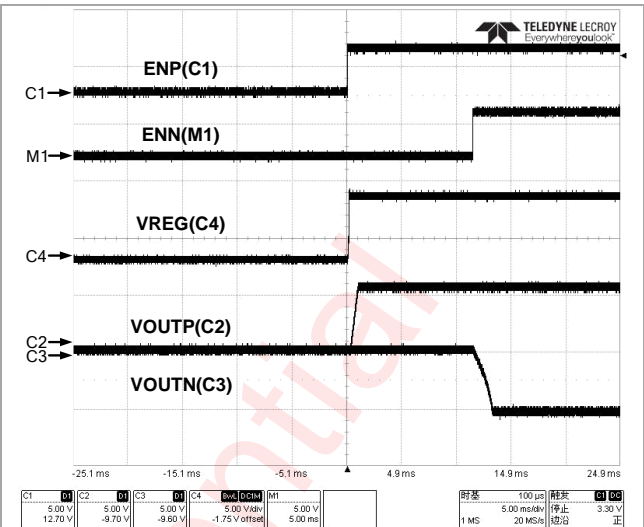 TELEDYNE LECROY
Everywhereyoulook™
ENP(C1)
C1
ENN(M1)
M1
VREG(C4)
C4
VOUTP(C2)
C2
C3
VOUTN(C3)
ential
-25.1 ms -15.1 ms -5.1 ms 4.9 ms 14.9 ms 24.9 ms
C1 D1 C2 D1 C3 D1 C4 BwL DC1M M1 时基 100 µs 触发 C1 DC
5.00 V 5.00 V 5.00 V 5.00 V/div 5.00 V 5.00 ms/div 停止 3.30 V
12.70 V -9.70 V -9.60 V -1.75 V offset 5.00 ms 1 MS 20 MS/s 边沿 正